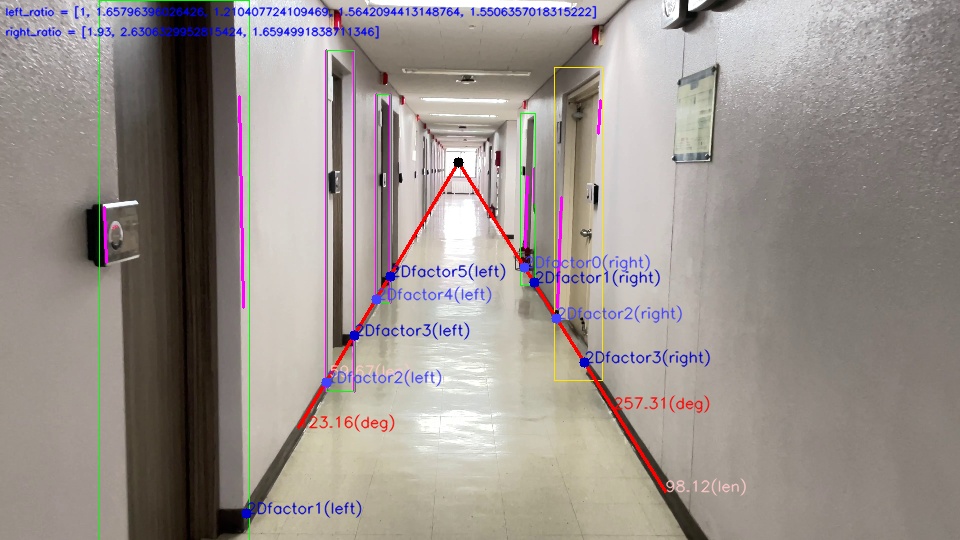 left_ratio = [1, 1.65796396026426, 1.210407724109469, 1.5642094413148764, 1.5506357018315222]
right_ratio = [1.93, 2.6306329952815424, 1.6594991838711346]
2Dfactor0(right)
2Dfactor5(left)
2Dfactor1(right)
2Dfactor4(left)
2Dfactor2(right)
2Dfactor3(left)
2Dfactor3(right)
2Dfactor2(left)
257.31(deg)
23.16(deg)
98.12(len)
2Dfactor1(left)